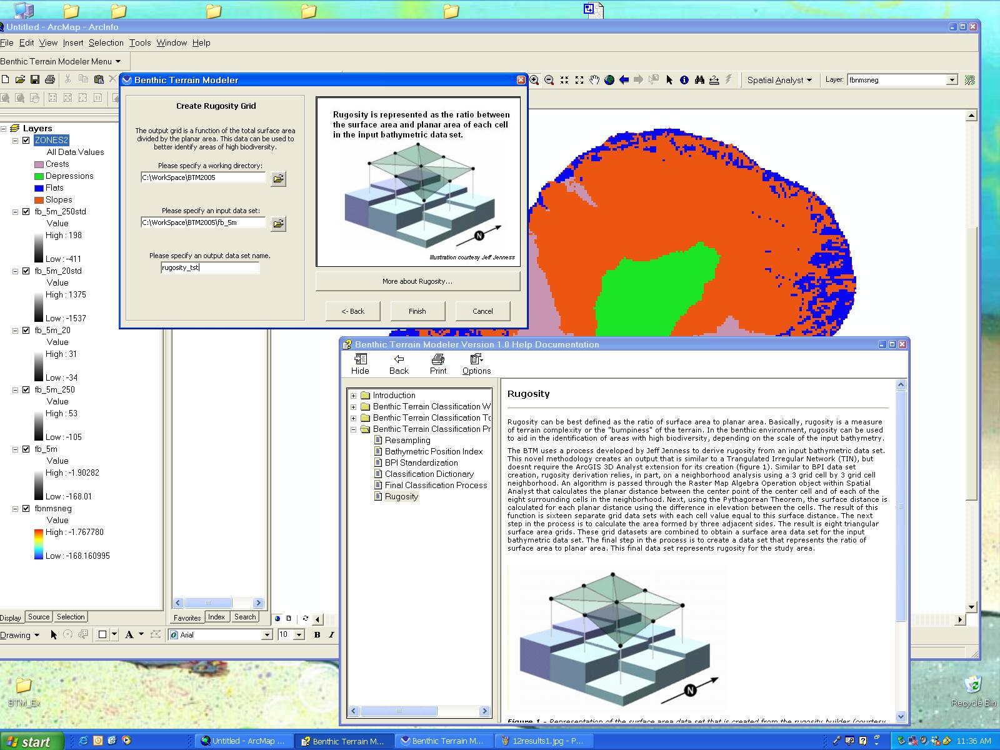 Untitled - ArcMap - ArcInfo
File Edit View Insert Selection Tools Window Help
Benthic Terrain Modeler Menu
Spatial Analyst
Layer:
fbnmsneg
Layers
ZONES2
All Data Values
Crests
Depressions
Flats
Slopes
fb_5m_250std
Value
High : 198
Low : -411
fb_5m_20std
Value
High : 1375
Low : -1537
fb_5m_20
Value
High : 31
Low : -34
fb_5m_250
Value
High : 53
Low : -105
fb_5m
Value
High : -1.90282
Low : -168.01
fbnmsneg
Value
High : -1.767780
Low : -168.160995
Display Source Selection
Favorites Index Search
Drawing
A
Arial
10
B I
Benthic Terrain Modeler
Create Rugosity Grid
The output grid is a function of the total surface area
divided by the planar area. This data can be used to
better identify areas of high biodiversity.
Please specify a working directory:
C:\WorkSpace\BTM2005
Please specify an input data set:
C:\WorkSpace\BTM2005\fb_5m
Please specify an output data set name.
rugosity_tst
Rugosity is represented as the ratio between
the surface area and planar area of each cell
in the input bathymetric data set.
N
Illustration courtesy Jeff Jenness
More about Rugosity...
<- Back
Finish
Cancel
Benthic Terrain Modeler Version 1.0 Help Documentation
Hide Back Print Options
Introduction
Benthic Terrain Classification W
Benthic Terrain Classification To
Benthic Terrain Classification Pr
Resampling
Bathymetric Position Index
BPI Standardization
Classification Dictionary
Final Classification Process
Rugosity
Rugosity
Rugosity can be best defined as the ratio of surface area to planar area. Basically, rugosity is a measure
of terrain complexity or the "bumpiness" of the terrain. In the benthic environment, rugosity can be used
to aid in the identification of areas with high biodiversity, depending on the scale of the input bathymetry.
The BTM uses a process developed by Jeff Jenness to derive rugosity from an input bathymetric data set.
This novel methodology creates an output that is similar to a Trangulated Irregular Network (TIN), but
doesnt require the ArcGIS 3D Analyst extension for its creation (figure 1). Similar to BPI data set
creation, rugosity derivation relies, in part, on a neighborhood analysis using a 3 grid cell by 3 grid cell
neighborhood. An algorithm is passed through the Raster Map Algebra Operation object within Spatial
Analyst that calculates the planar distance between the center point of the center cell and of each of the
eight surrounding cells in the neighborhood. Next, using the Pythagorean Theorem, the surface distance is
calculated for each planar distance using the difference in elevation between the cells. The result of this
function is sixteen separate grid data sets with each cell value equal to this surface distance. The next
step in the process is to calculate the area formed by three adjacent sides. The result is eight triangular
surface area grids. These grid datasets are combined to obtain a surface area data set for the input
bathymetric data set. The final step in the process is to create a data set that represents the ratio of
surface area to planar area. This final data set represents rugosity for the study area.
N
Figure 1 - Representation of the surface area data set that is created from the rugosity builder (courtesy
BTM_Ex
Recycle Bin
start
Untitled - ArcMap ...
Benthic Terrain M...
Benthic Terrain M...
12results1.jpg - P...
11:36 AM